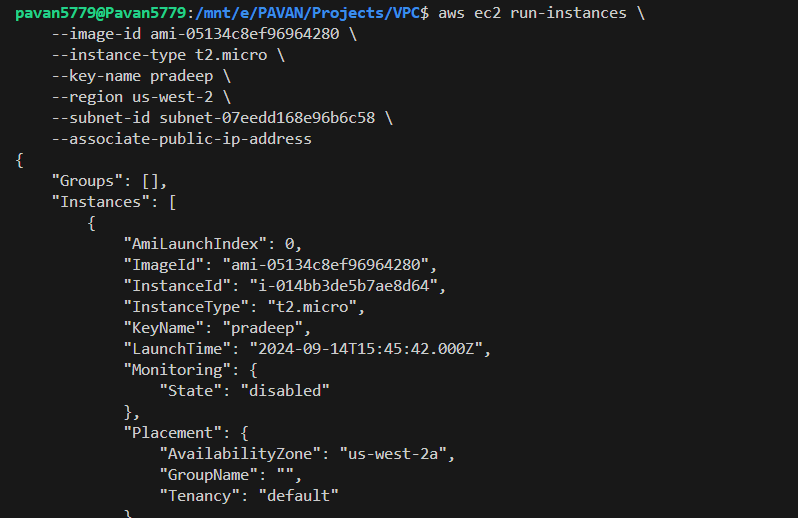 pavan5779@Pavan5779:/mnt/e/PAVAN/Projects/VPC$ aws ec2 run-instances \
    --image-id ami-05134c8ef96964280 \
    --instance-type t2.micro \
    --key-name pradeep \
    --region us-west-2 \
    --subnet-id subnet-07eedd168e96b6c58 \
    --associate-public-ip-address
{
    "Groups": [],
    "Instances": [
        {
            "AmiLaunchIndex": 0,
            "ImageId": "ami-05134c8ef96964280",
            "InstanceId": "i-014bb3de5b7ae8d64",
            "InstanceType": "t2.micro",
            "KeyName": "pradeep",
            "LaunchTime": "2024-09-14T15:45:42.000Z",
            "Monitoring": {
                "State": "disabled"
            },
            "Placement": {
                "AvailabilityZone": "us-west-2a",
                "GroupName": "",
                "Tenancy": "default"
            }